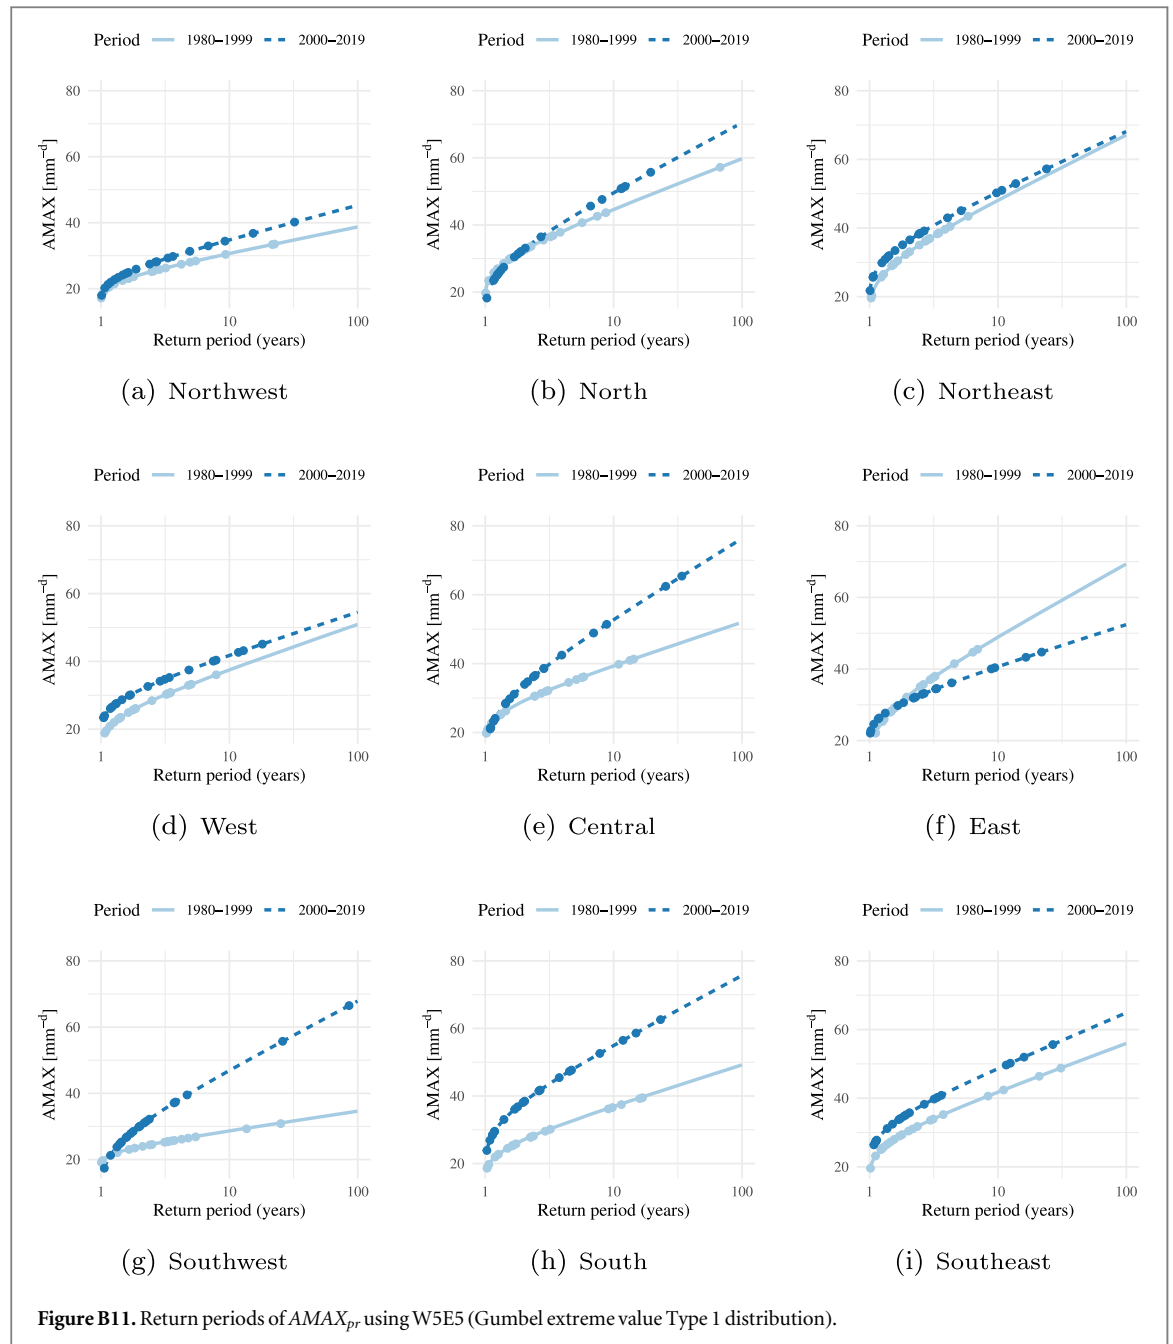 Period 1980–1999 2000–2019 Period 1980–1999 2000–2019 Period 1980–1999 2000–2019
80 80 80
60 60 60
40 40 40
20 20 20
AMAX [mm⁻ᵈ] AMAX [mm⁻ᵈ] AMAX [mm⁻ᵈ]
1 10 100 1 10 100 1 10 100
Return period (years) Return period (years) Return period (years)
(a) Northwest (b) North (c) Northeast
Period 1980–1999 2000–2019 Period 1980–1999 2000–2019 Period 1980–1999 2000–2019
80 80 80
60 60 60
40 40 40
20 20 20
AMAX [mm⁻ᵈ] AMAX [mm⁻ᵈ] AMAX [mm⁻ᵈ]
1 10 100 1 10 100 1 10 100
Return period (years) Return period (years) Return period (years)
(d) West (e) Central (f) East
Period 1980–1999 2000–2019 Period 1980–1999 2000–2019 Period 1980–1999 2000–2019
80 80 80
60 60 60
40 40 40
20 20 20
AMAX [mm⁻ᵈ] AMAX [mm⁻ᵈ] AMAX [mm⁻ᵈ]
1 10 100 1 10 100 1 10 100
Return period (years) Return period (years) Return period (years)
(g) Southwest (h) South (i) Southeast
Figure B11. Return periods of AMAXpr using W5E5 (Gumbel extreme value Type 1 distribution).